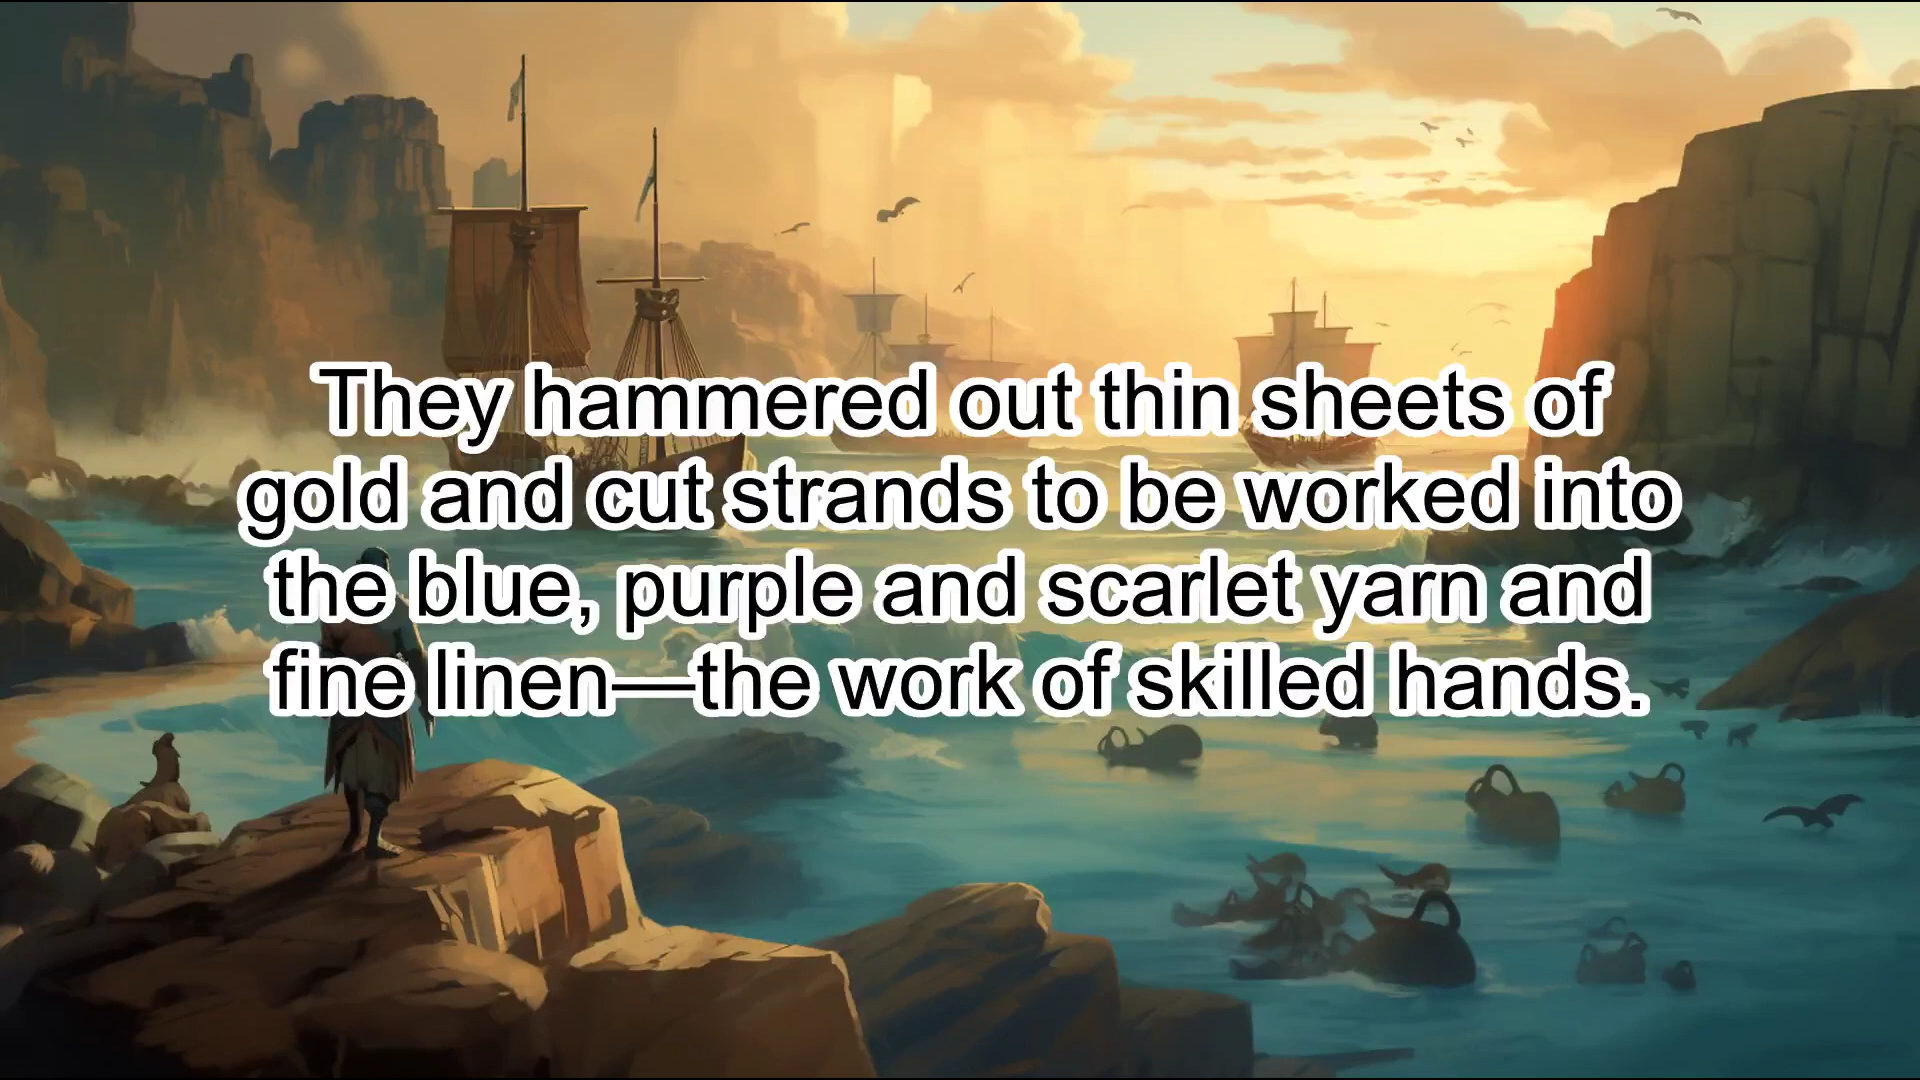 They hammered out thin sheets of
gold and cut strands to be worked into
the blue, purple and scarlet yarn and
fine linen—the work of skilled hands.